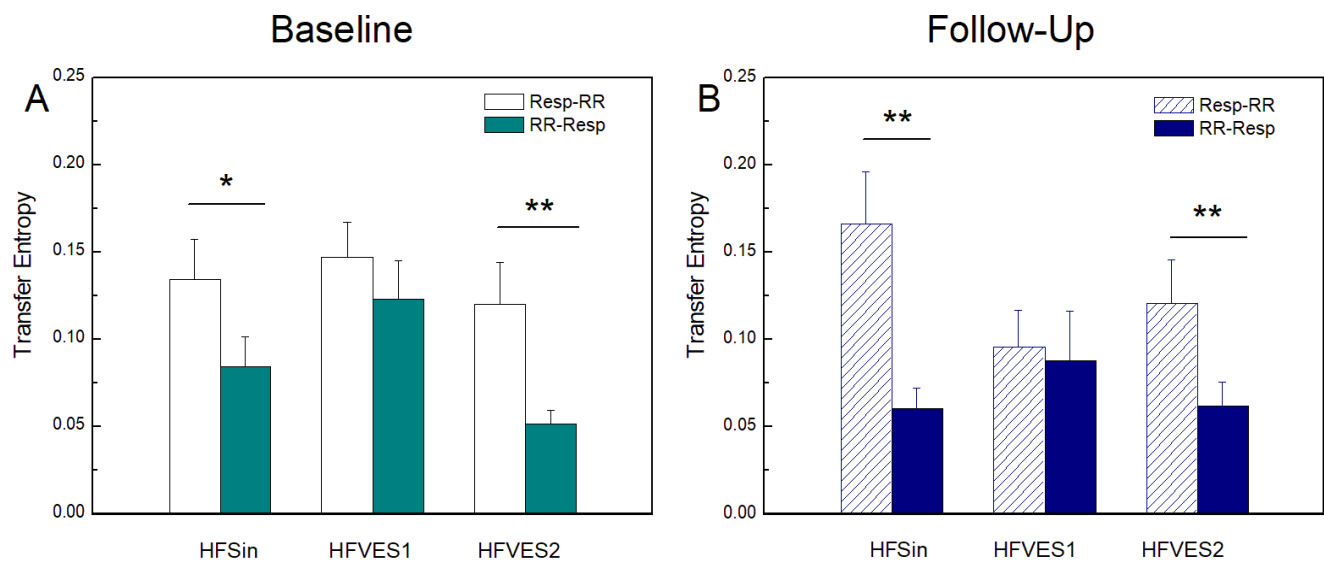 Baseline
Follow-Up
A
0.25
0.20
0.15
0.10
0.05
0.00
Transfer Entropy
Resp-RR
RR-Resp
*
**
HFSin
HFVES1
HFVES2
B
0.25
0.20
0.15
0.10
0.05
0.00
Transfer Entropy
Resp-RR
RR-Resp
**
**
HFSin
HFVES1
HFVES2